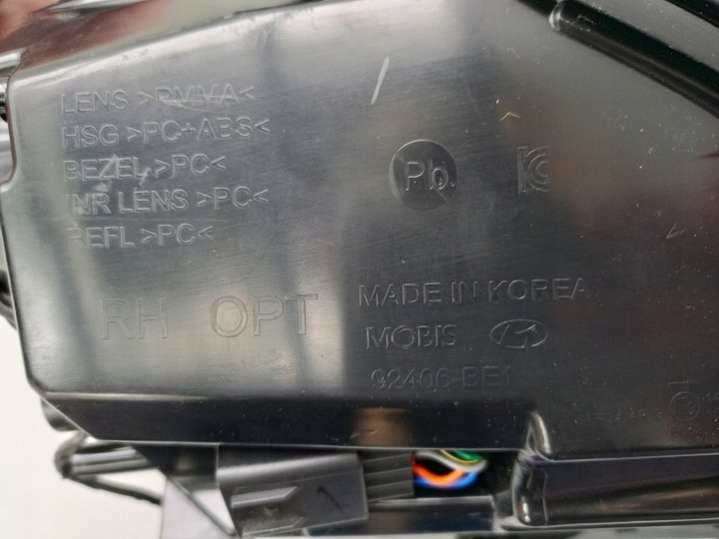 LENS >PMMA<
HSG >PC+ABS<
BEZEL >PC<
INR LENS >PC<
REFL >PC<
Pb
RH OPT
MADE IN KOREA
MOBIS
92406-BE1